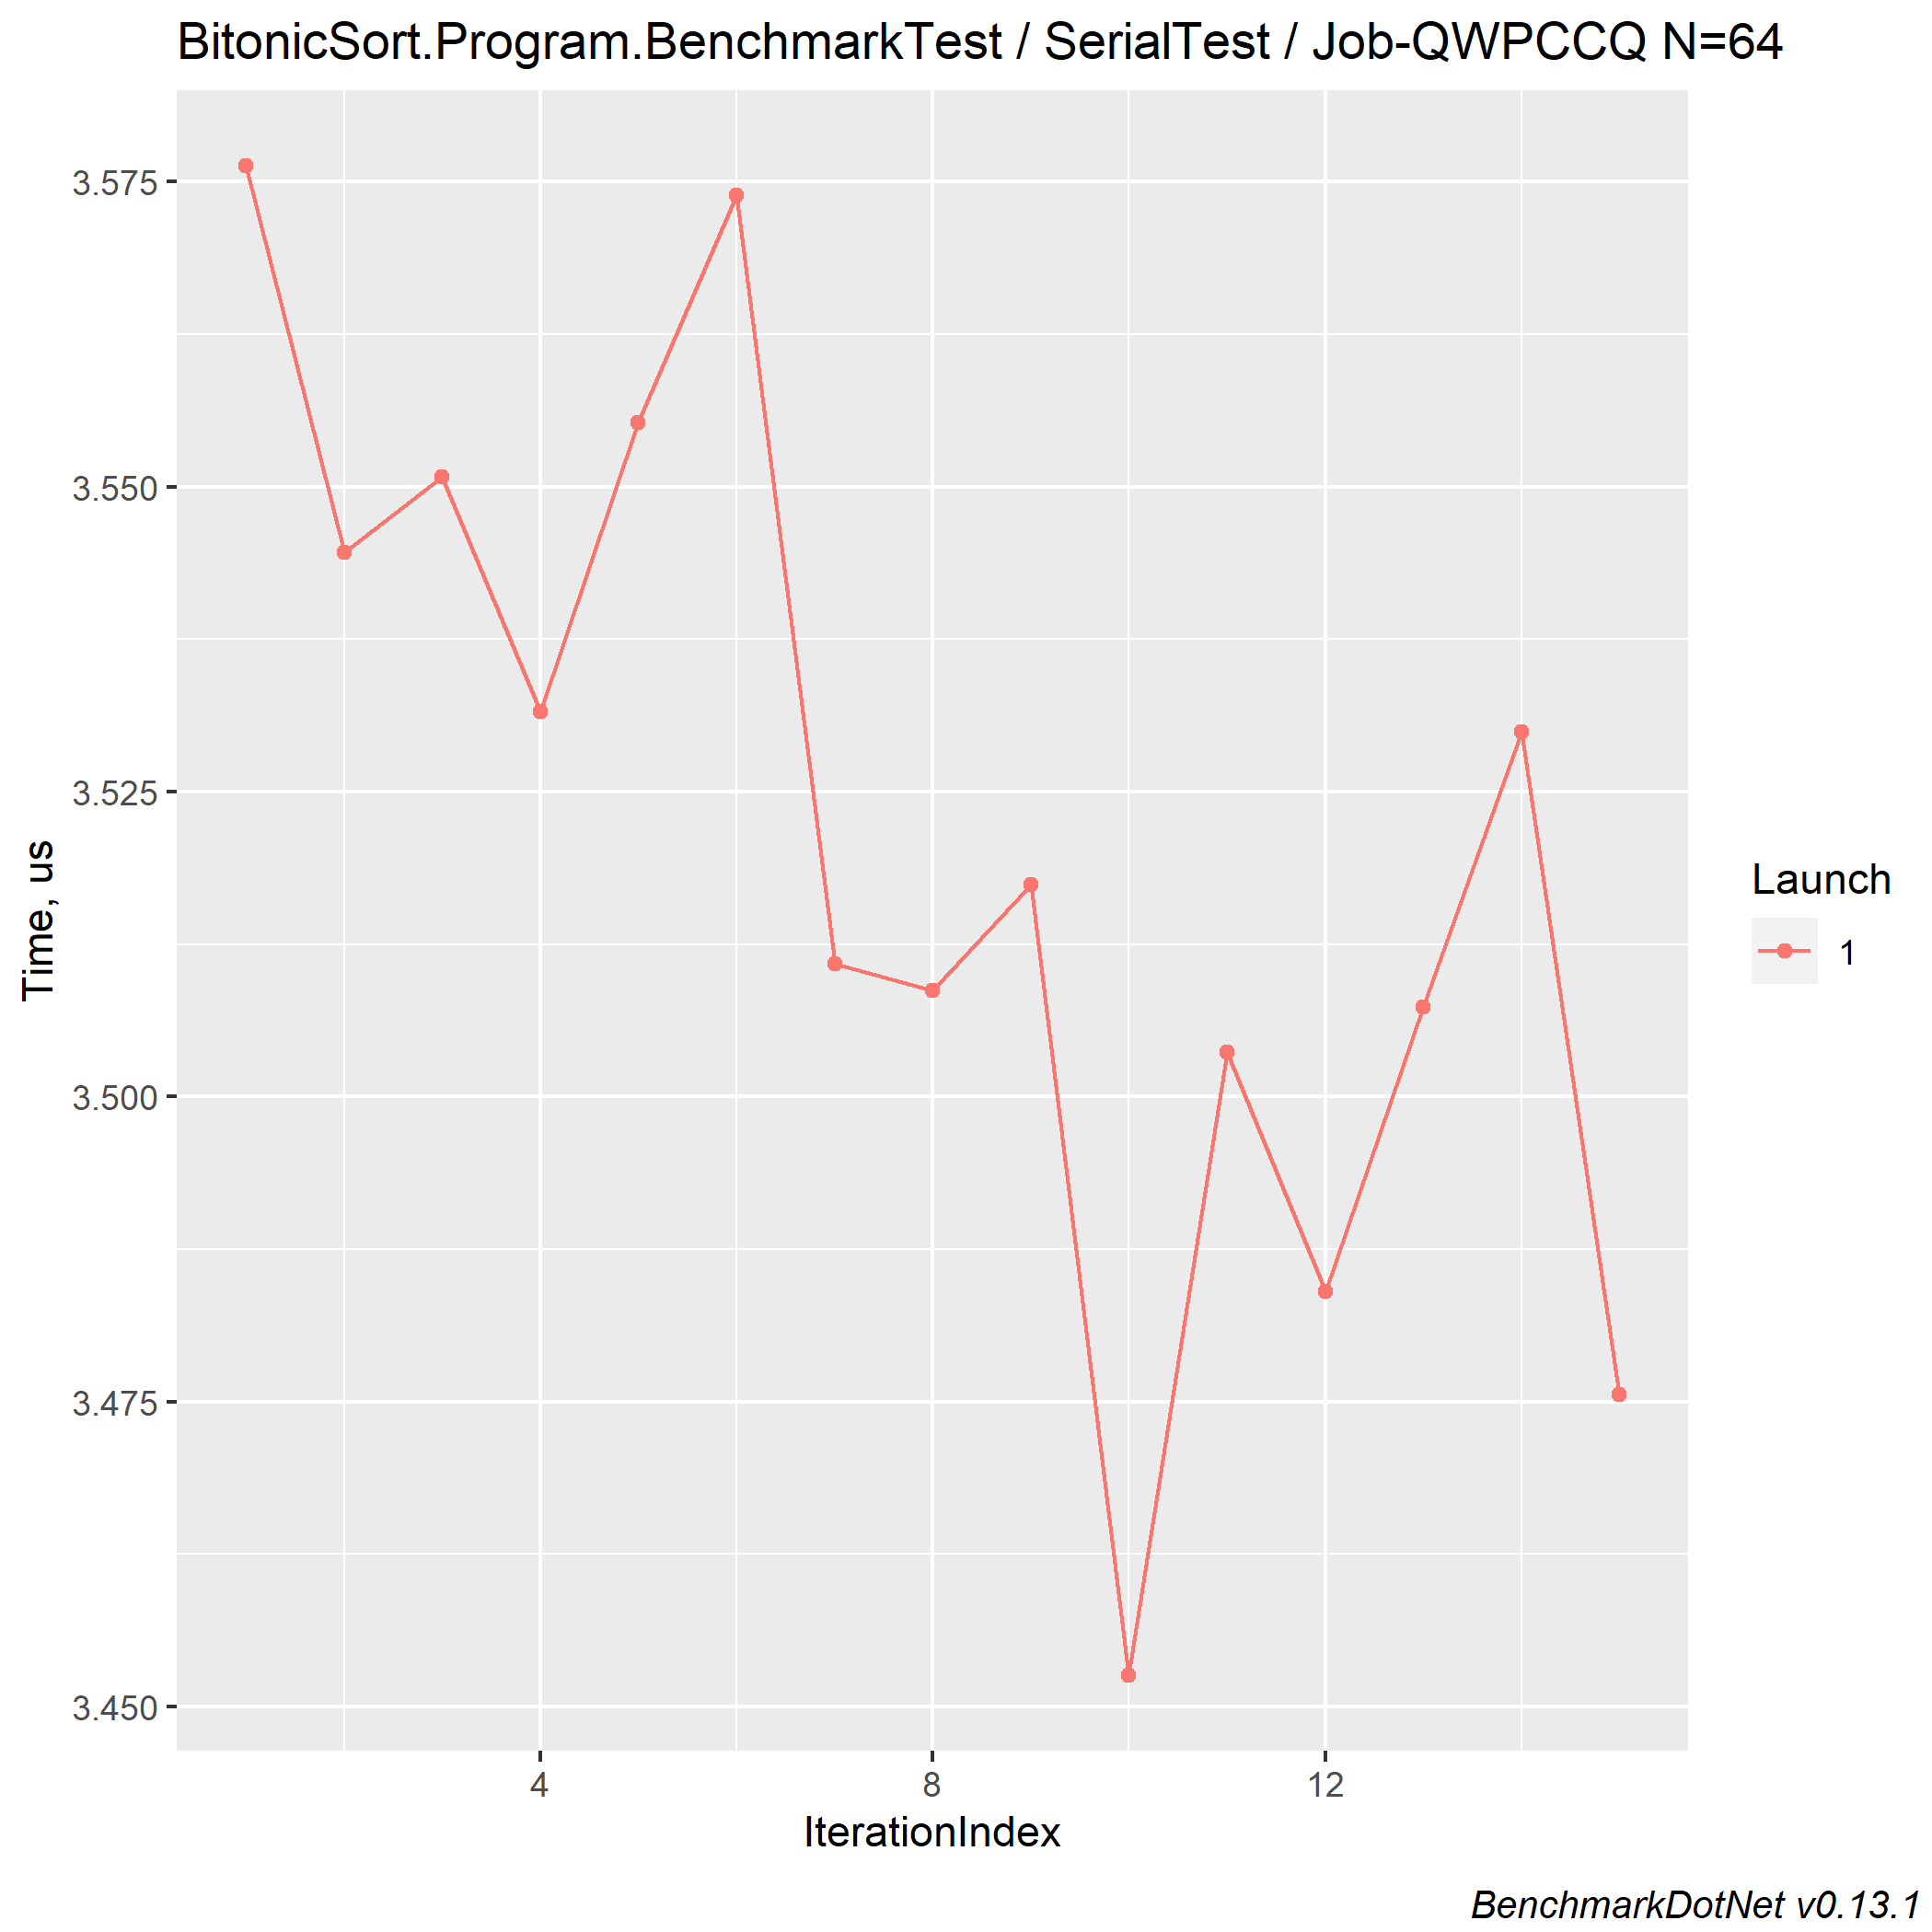 BitonicSort.Program.BenchmarkTest / SerialTest / Job-QWPCCQ N=64
3.575
3.550
3.525
3.500
3.475
3.450
Time, us
4
8
12
IterationIndex
Launch
1
BenchmarkDotNet v0.13.1